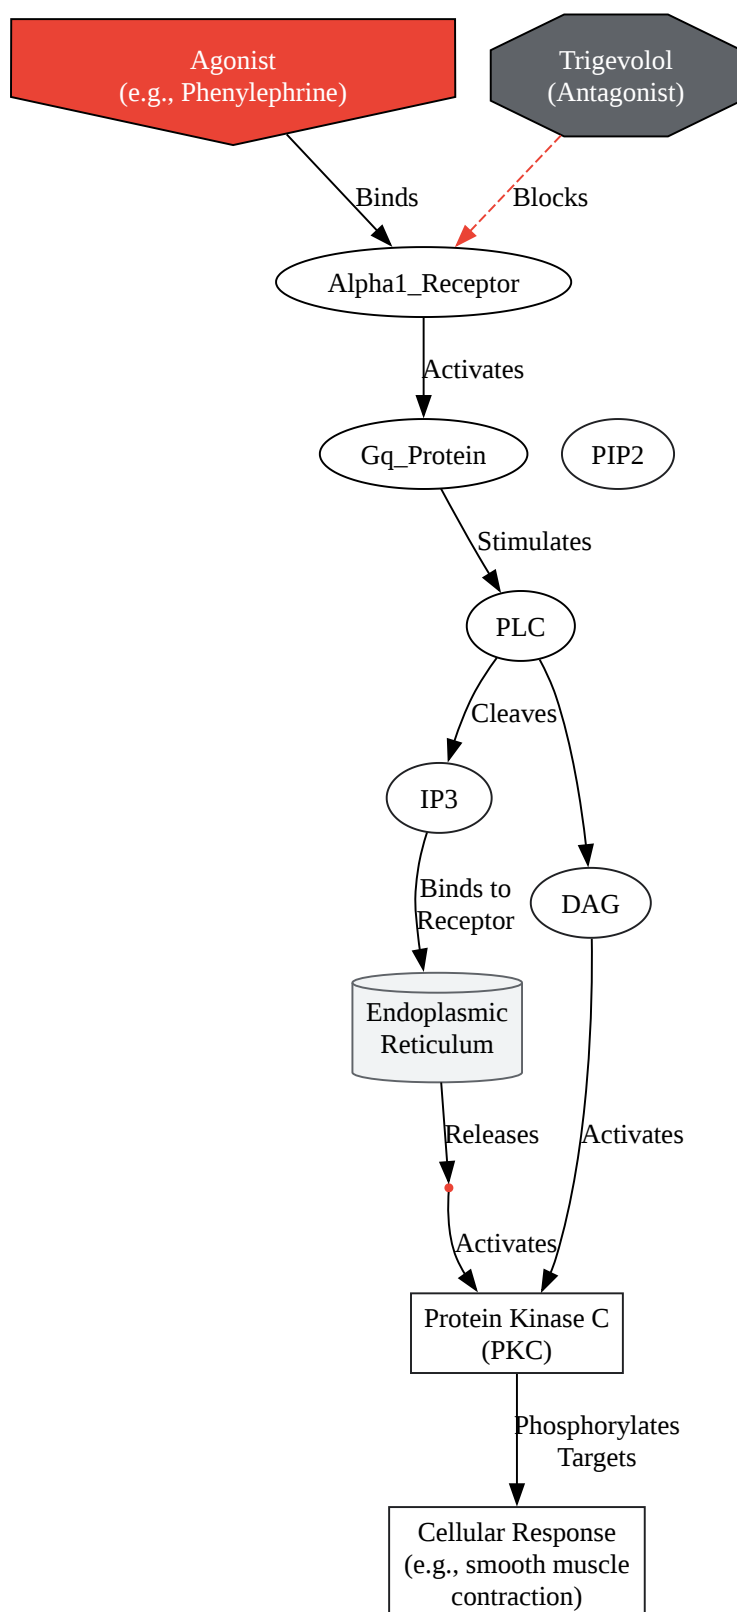 Agonist
(e.g., Phenylephrine)
Trigevolol
(Antagonist)
Binds
Blocks
Alpha1_Receptor
Activates
Gq_Protein
PIP2
Stimulates
PLC
Cleaves
IP3
Binds to
Receptor
DAG
Endoplasmic
Reticulum
Releases
Activates
Activates
Protein Kinase C
(PKC)
Phosphorylates
Targets
Cellular Response
(e.g., smooth muscle
contraction)